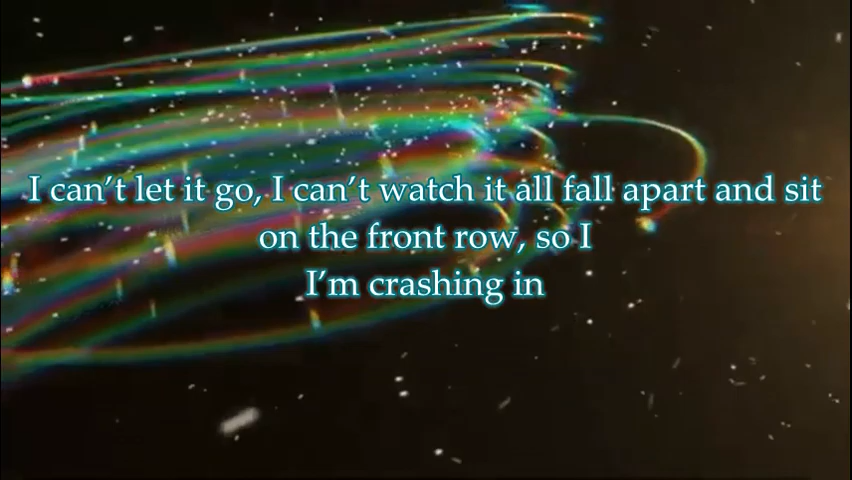 I can’t let it go, I can’t watch it all fall apart and sit
on the front row, so I
I’m crashing in